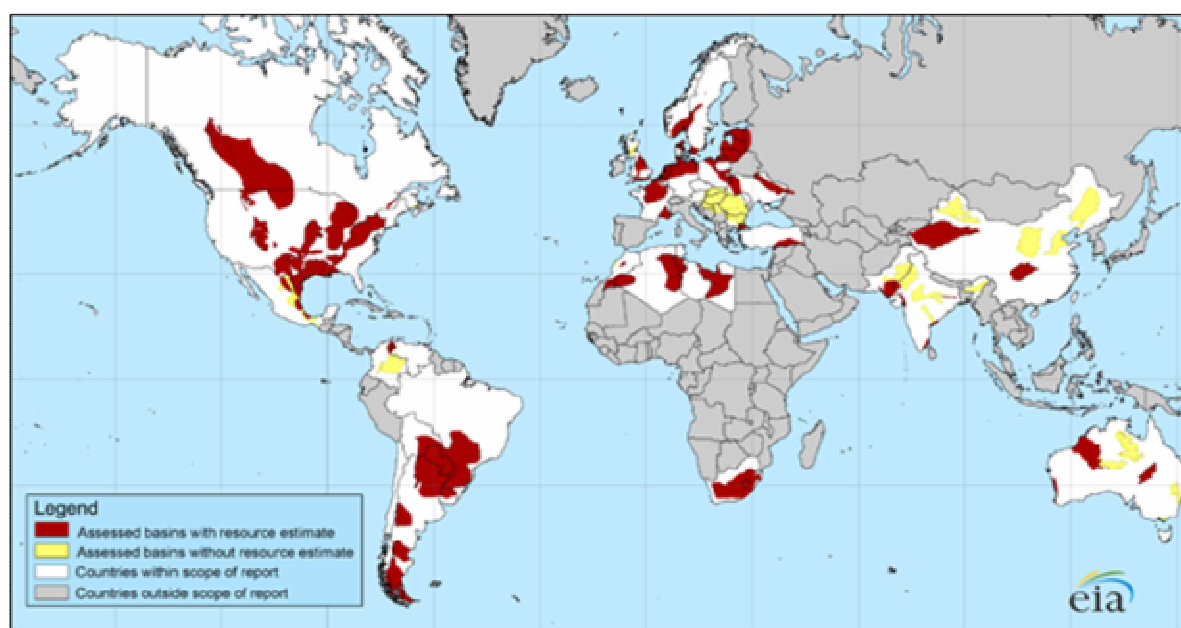 Legend
Assessed basins with resource estimate
Assessed basins without resource estimate
Countries within scope of report
Countries outside scope of report
eia